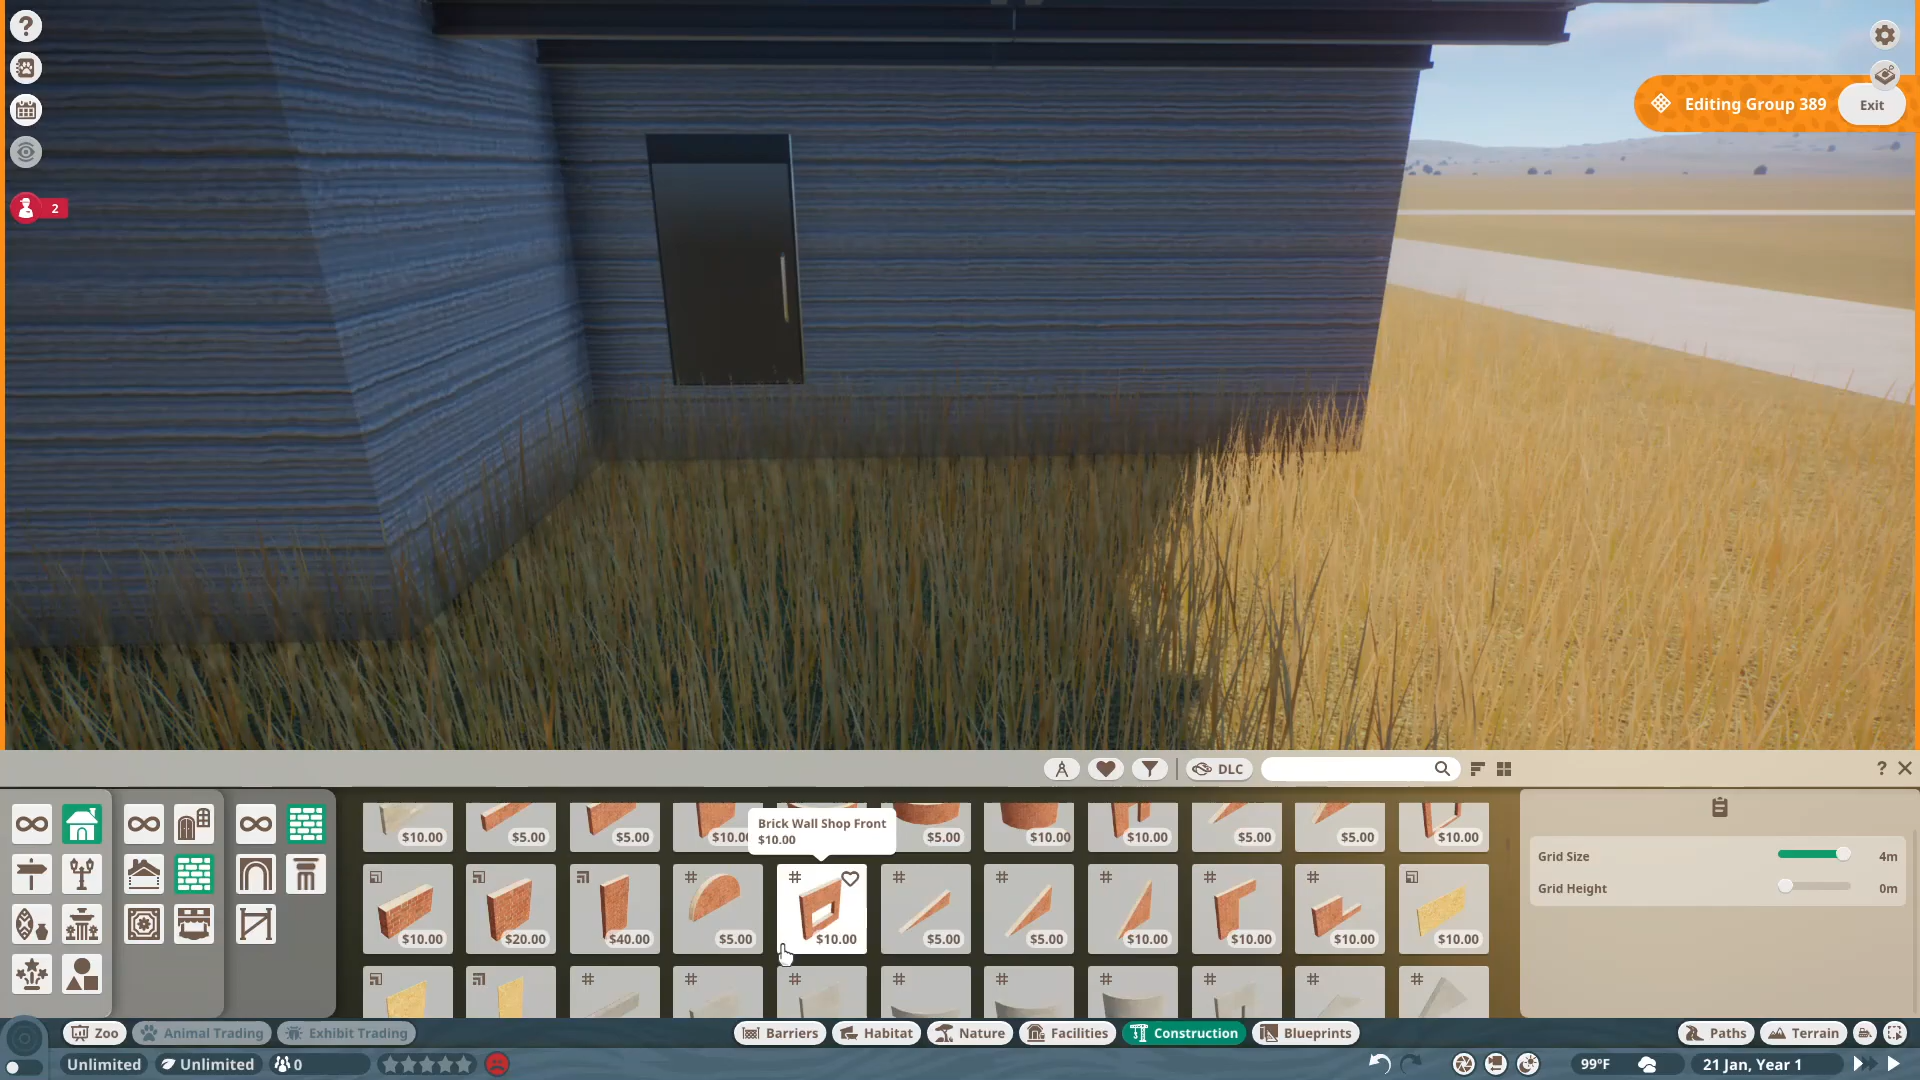 ?
Editing Group 389
Exit
2
DLC
?
$10.00
$5.00
$5.00
$10.00
$5.00
$10.00
$10.00
$5.00
$5.00
$10.00
Brick Wall Shop Front
$10.00
$10.00
$20.00
$40.00
$5.00
$10.00
$5.00
$5.00
$10.00
$10.00
$10.00
$10.00
Grid Size
4m
Grid Height
0m
Zoo
Animal Trading
Exhibit Trading
Barriers
Habitat
Nature
Facilities
Construction
Blueprints
Paths
Terrain
Unlimited
Unlimited
0
99°F
21 Jan, Year 1